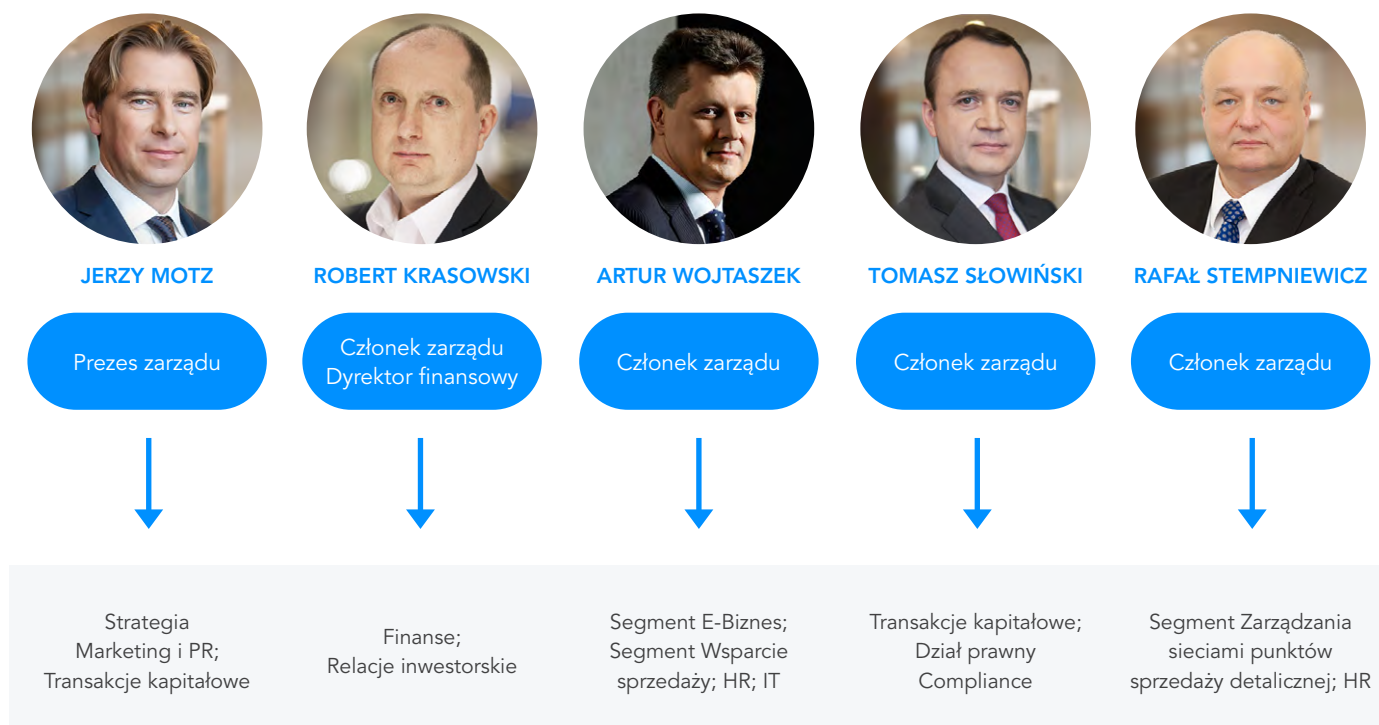 JERZY MOTZ
ROBERT KRASOWSKI
ARTUR WOJTASZEK
TOMASZ SŁOWIŃSKI
RAFAŁ STEMPNIEWICZ
Prezes zarządu
Członek zarządu
Dyrektor finansowy
Członek zarządu
Członek zarządu
Członek zarządu
Strategia
Marketing i PR;
Transakcje kapitałowe
Finanse;
Relacje inwestorskie
Segment E-Biznes;
Segment Wsparcie
sprzedaży; HR; IT
Transakcje kapitałowe;
Dział prawny
Compliance
Segment Zarządzania
sieciami punktów
sprzedaży detalicznej; HR